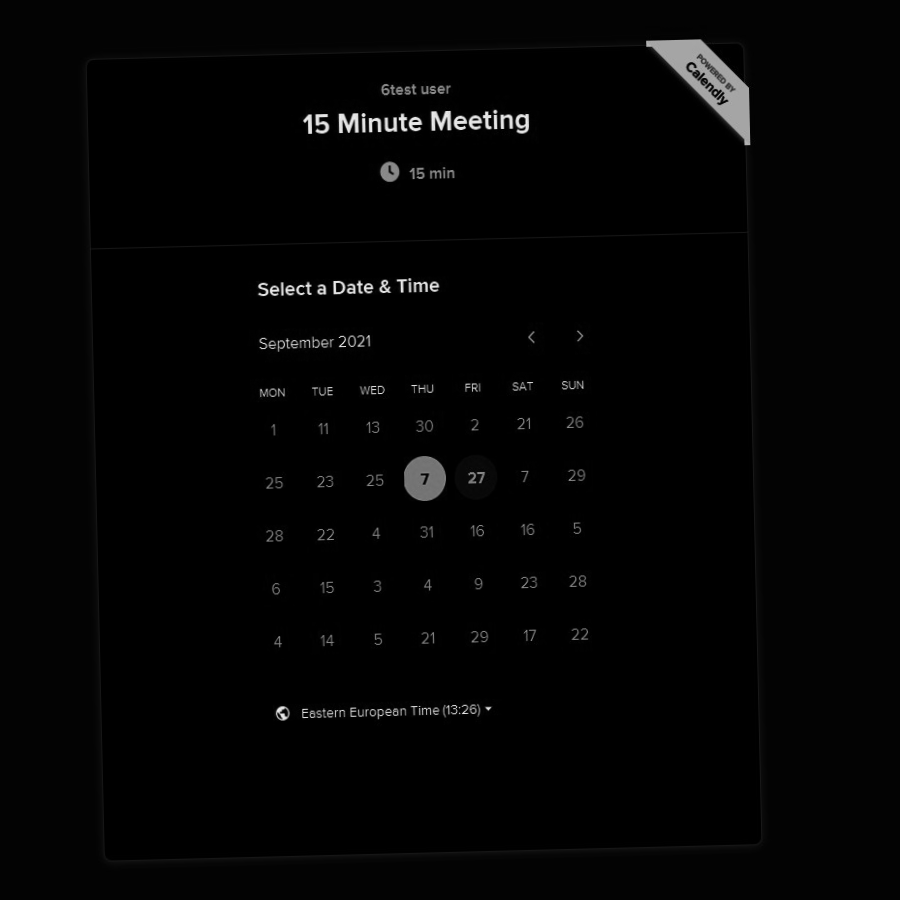 POWERED BY
Calendly
6test user
15 Minute Meeting
15 min
Select a Date & Time
September 2021
MON TUE WED THU FRI SAT SUN
1 11 13 30 2 21 26
25 23 25 7 27 7 29
28 22 4 31 16 16 5
6 15 3 4 9 23 28
4 14 5 21 29 17 22
Eastern European Time (13:26)